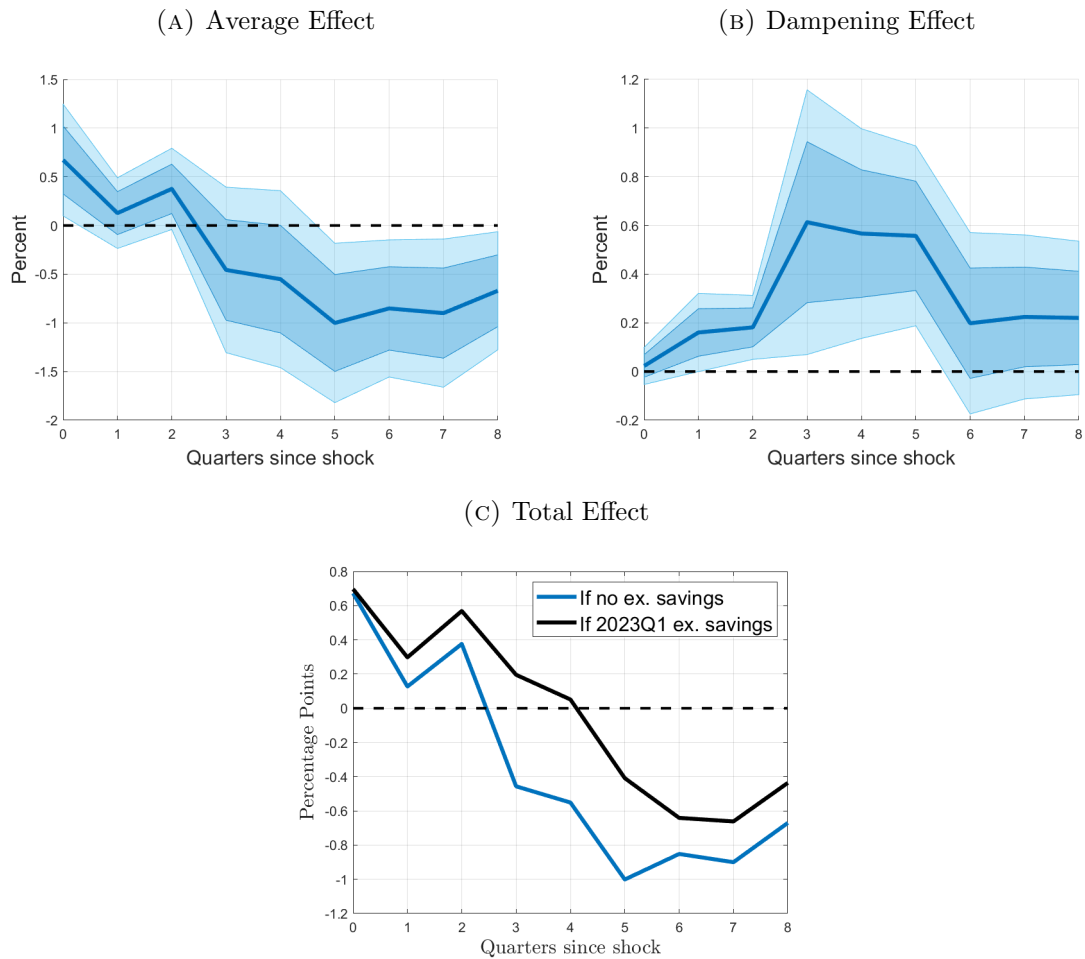 (A) Average Effect
(B) Dampening Effect
1.5
1
0.5
0
-0.5
-1
-1.5
-2
Percent
0 1 2 3 4 5 6 7 8
Quarters since shock
1.2
1
0.8
0.6
0.4
0.2
0
-0.2
Percent
0 1 2 3 4 5 6 7 8
Quarters since shock
(C) Total Effect
0.8
0.6
0.4
0.2
0
-0.2
-0.4
-0.6
-0.8
-1
-1.2
Percentage Points
If no ex. savings
If 2023Q1 ex. savings
0 1 2 3 4 5 6 7 8
Quarters since shock